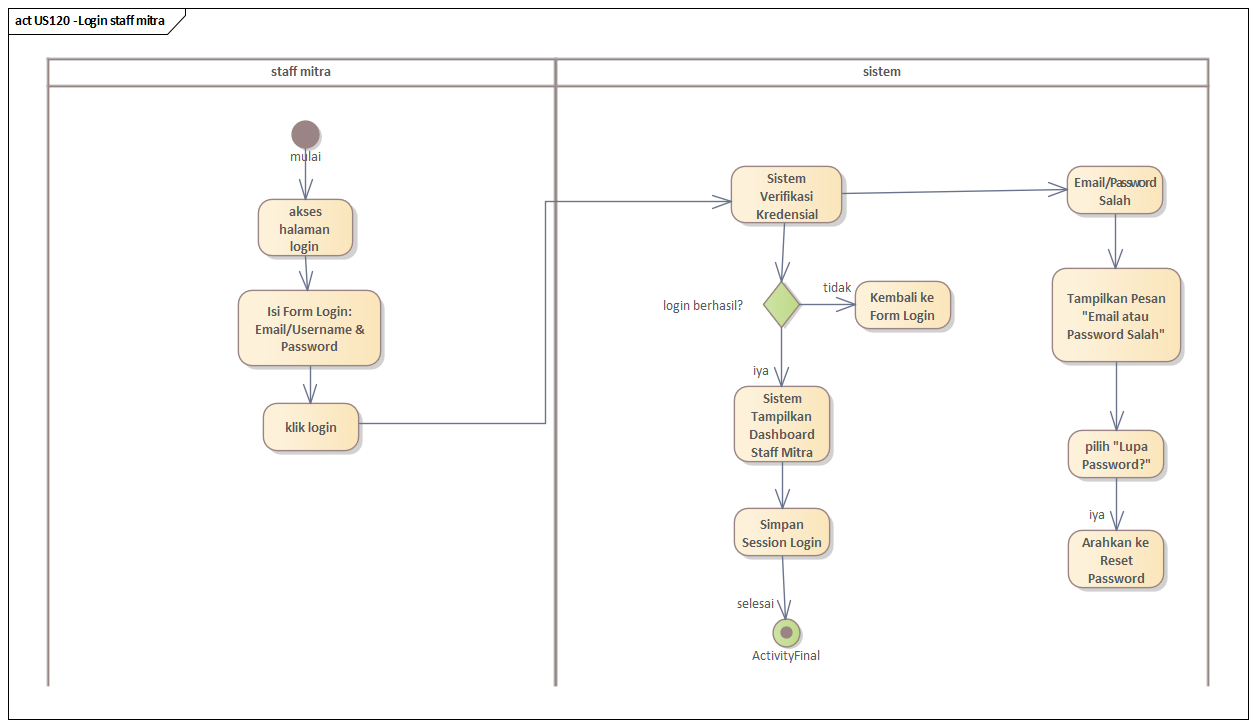 act US120 -Login staff mitra
staff mitra
sistem
mulai
akses
halaman
login
Isi Form Login:
Email/Username &
Password
klik login
Sistem
Verifikasi
Kredensial
login berhasil?
tidak
Kembali ke
Form Login
iya
Sistem
Tampilkan
Dashboard
Staff Mitra
Simpan
Session Login
selesai
ActivityFinal
Email/Password
Salah
Tampilkan Pesan
"Email atau
Password Salah"
pilih "Lupa
Password?"
iya
Arahkan ke
Reset
Password